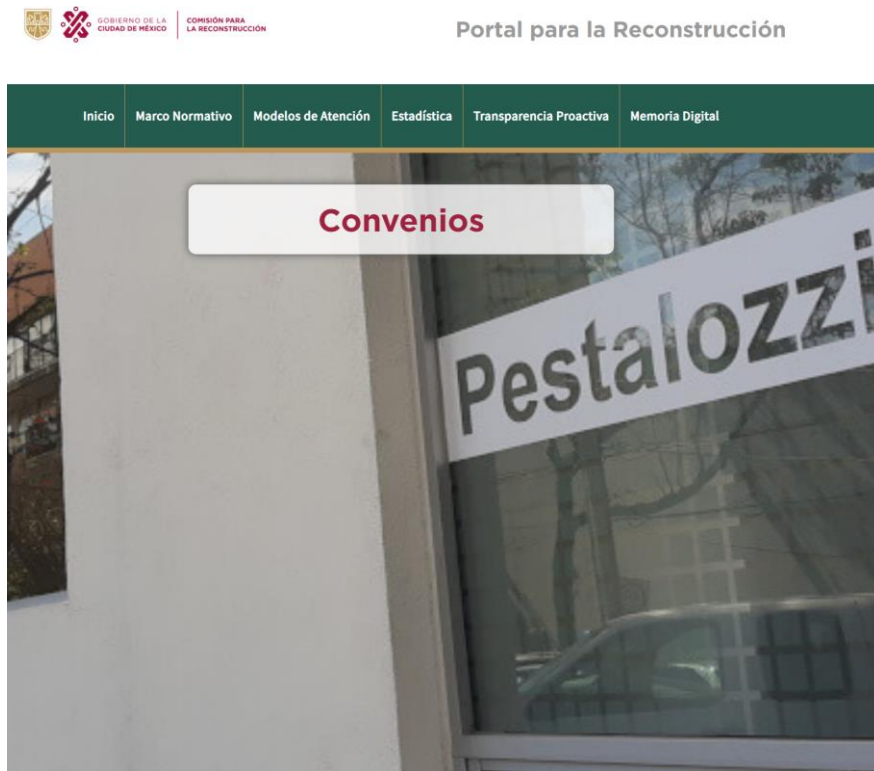 GOBIERNO DE LA
CIUDAD DE MÉXICO
COMISIÓN PARA
LA RECONSTRUCCIÓN
Portal para la Reconstrucción
Inicio
Marco Normativo
Modelos de Atención
Estadística
Transparencia Proactiva
Memoria Digital
Convenios
Pestalozzi